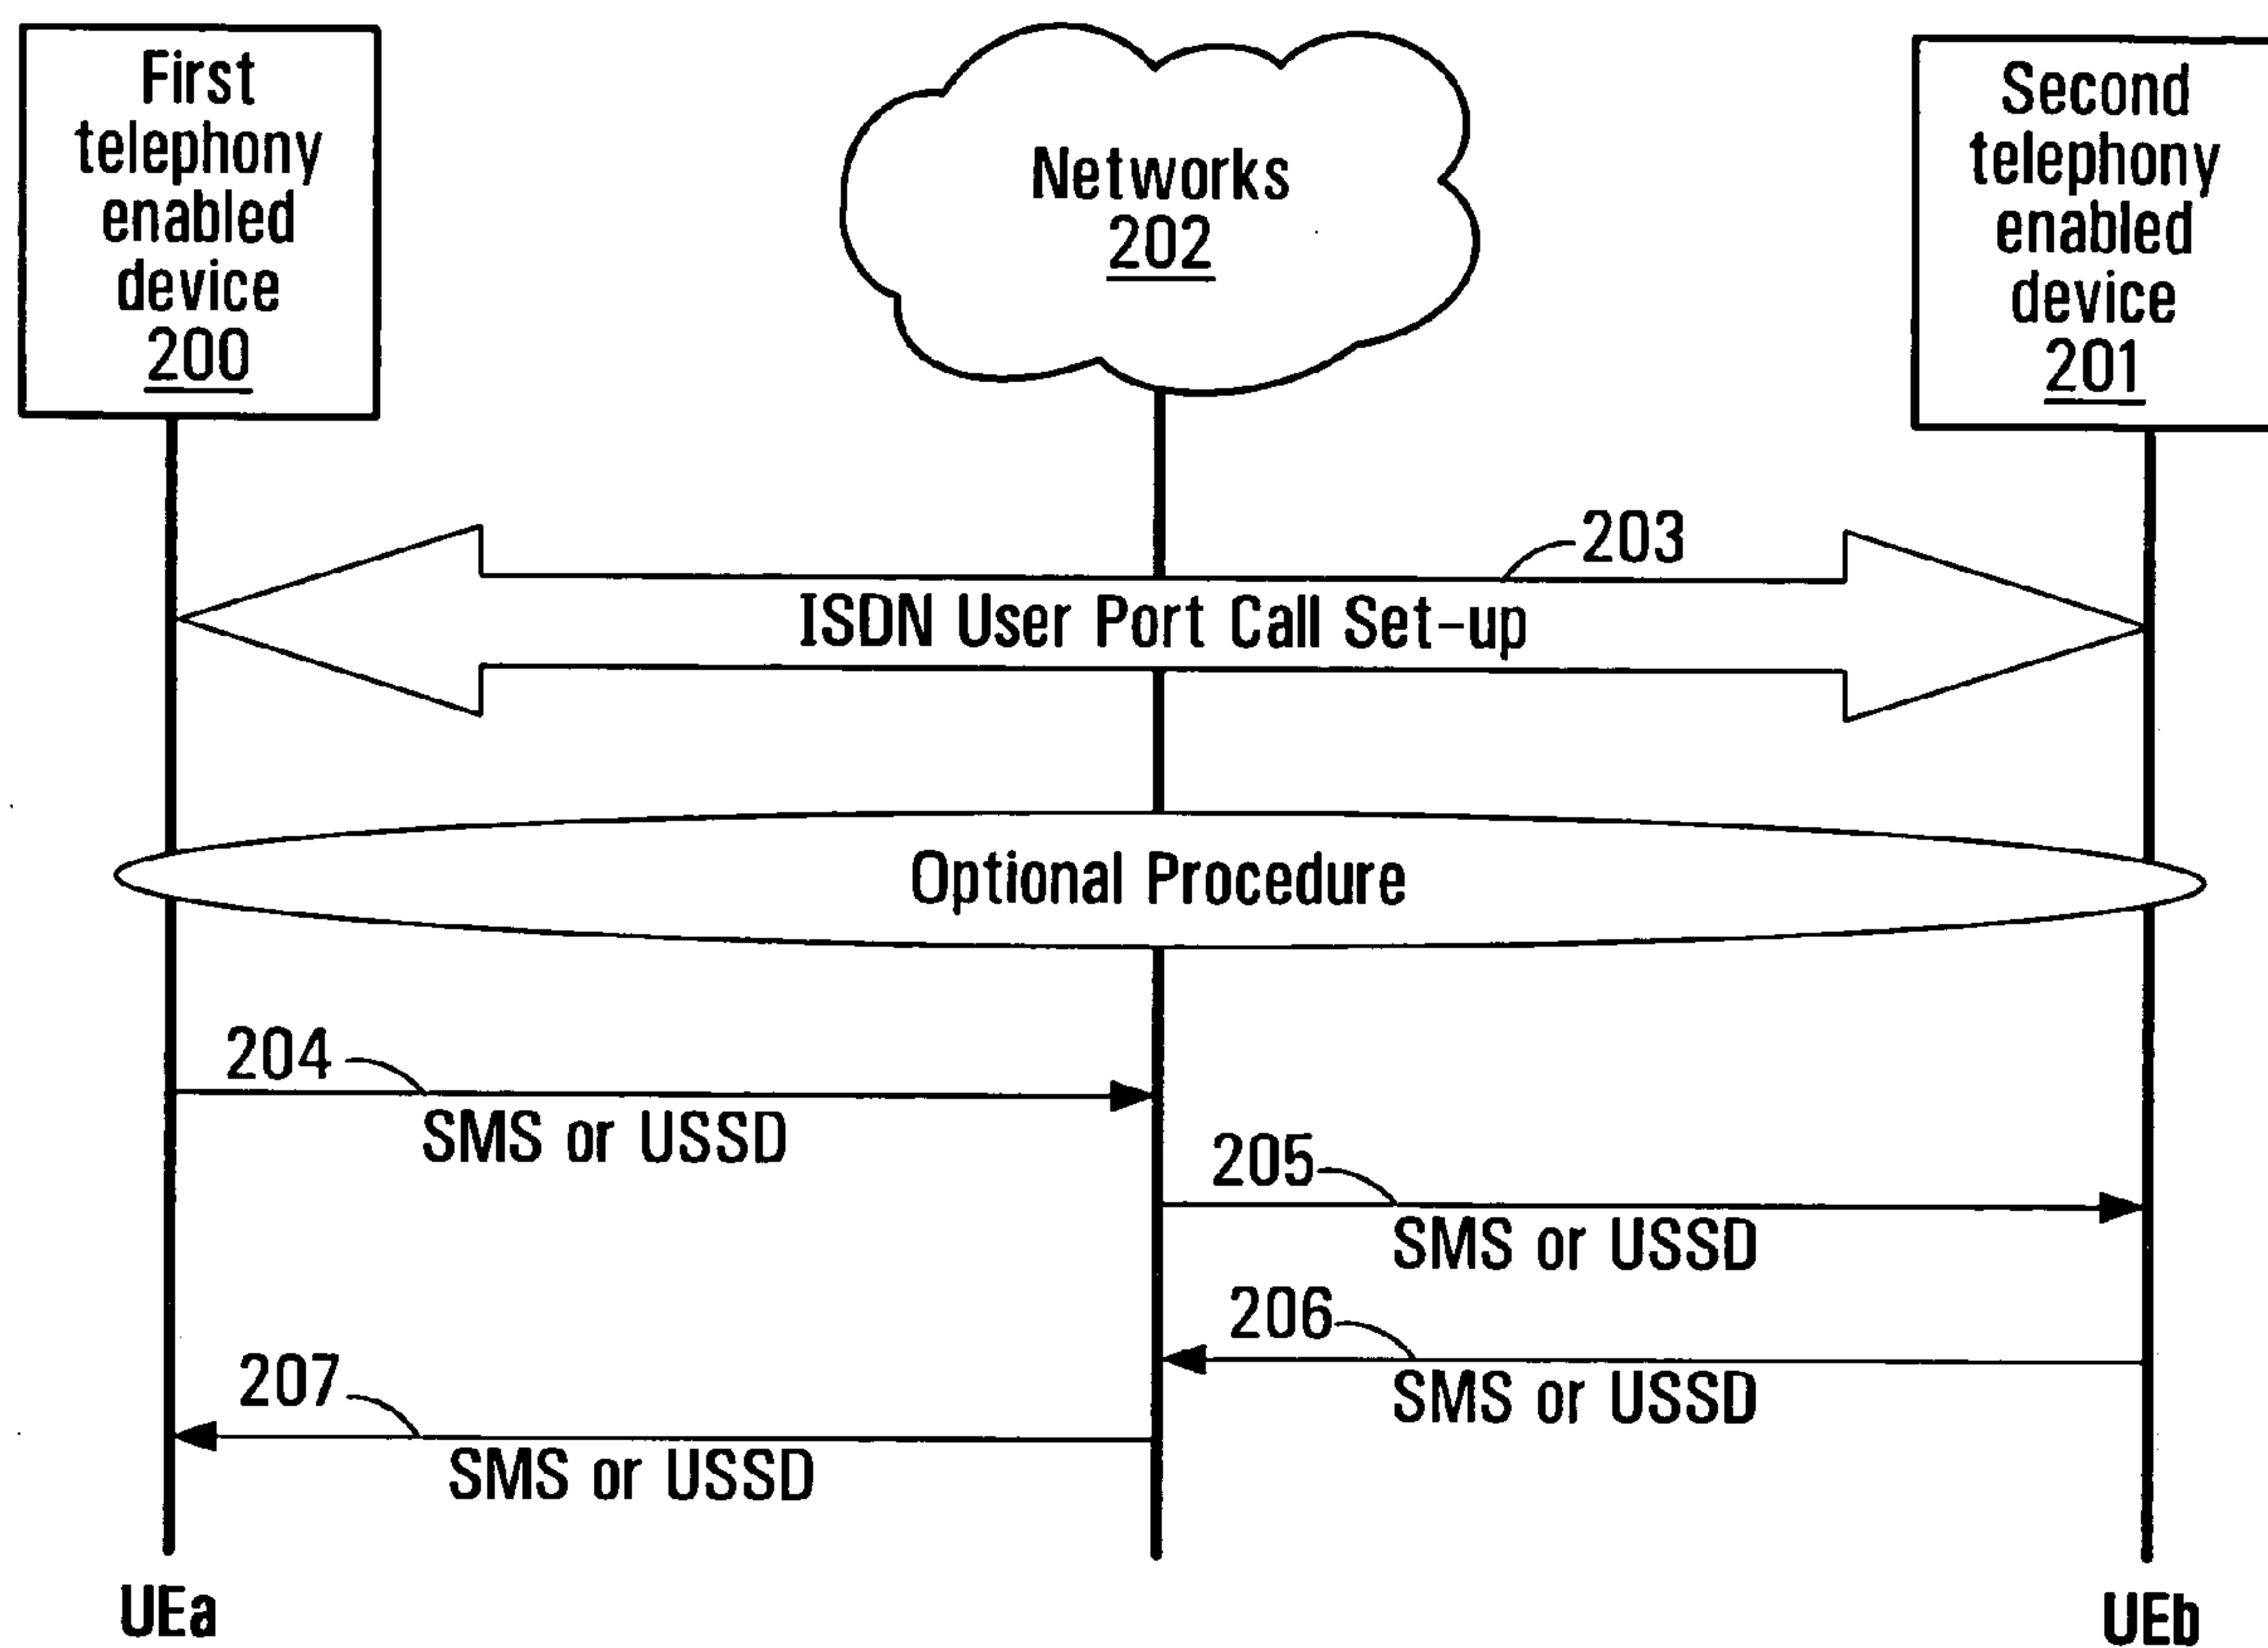 First
telephony
enabled
device
200
Networks
202
Second
telephony
enabled
device
201
203
ISDN User Port Call Set-up
Optional Procedure
204
SMS or USSD
205
SMS or USSD
206
SMS or USSD
207
SMS or USSD
UEa
UEb